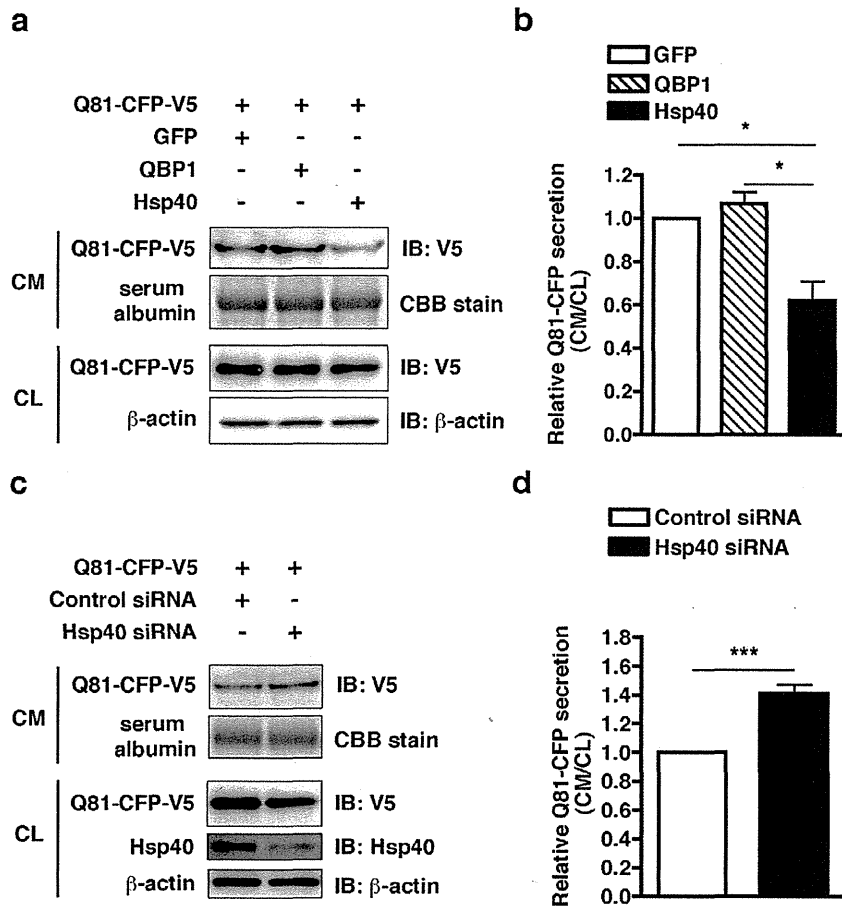 a
Q81-CFP-V5 + + +
GFP + - -
QBP1 - + -
Hsp40 - - +
CM
Q81-CFP-V5
IB: V5
serum
albumin
CBB stain
CL
Q81-CFP-V5
IB: V5
β-actin
IB: β-actin
b
GFP
QBP1
Hsp40
*
*
Relative Q81-CFP secretion
(CM/CL)
1.2
1.0
0.8
0.6
0.4
0.2
0.0
c
Q81-CFP-V5 + +
Control siRNA + -
Hsp40 siRNA - +
CM
Q81-CFP-V5
IB: V5
serum
albumin
CBB stain
CL
Q81-CFP-V5
IB: V5
Hsp40
IB: Hsp40
β-actin
IB: β-actin
d
Control siRNA
Hsp40 siRNA
***
Relative Q81-CFP secretion
(CM/CL)
1.8
1.6
1.4
1.2
1.0
0.8
0.6
0.4
0.2
0.0